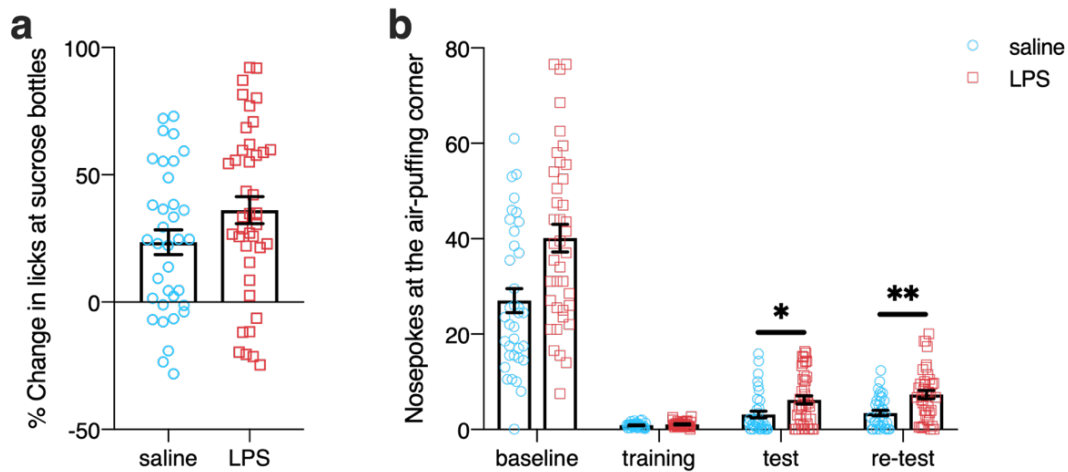 a
% Change in licks at sucrose bottles
100
50
0
-50
saline
LPS
b
Nosepokes at the air-puffing corner
80
60
40
20
0
*
**
baseline
training
test
re-test
saline
LPS